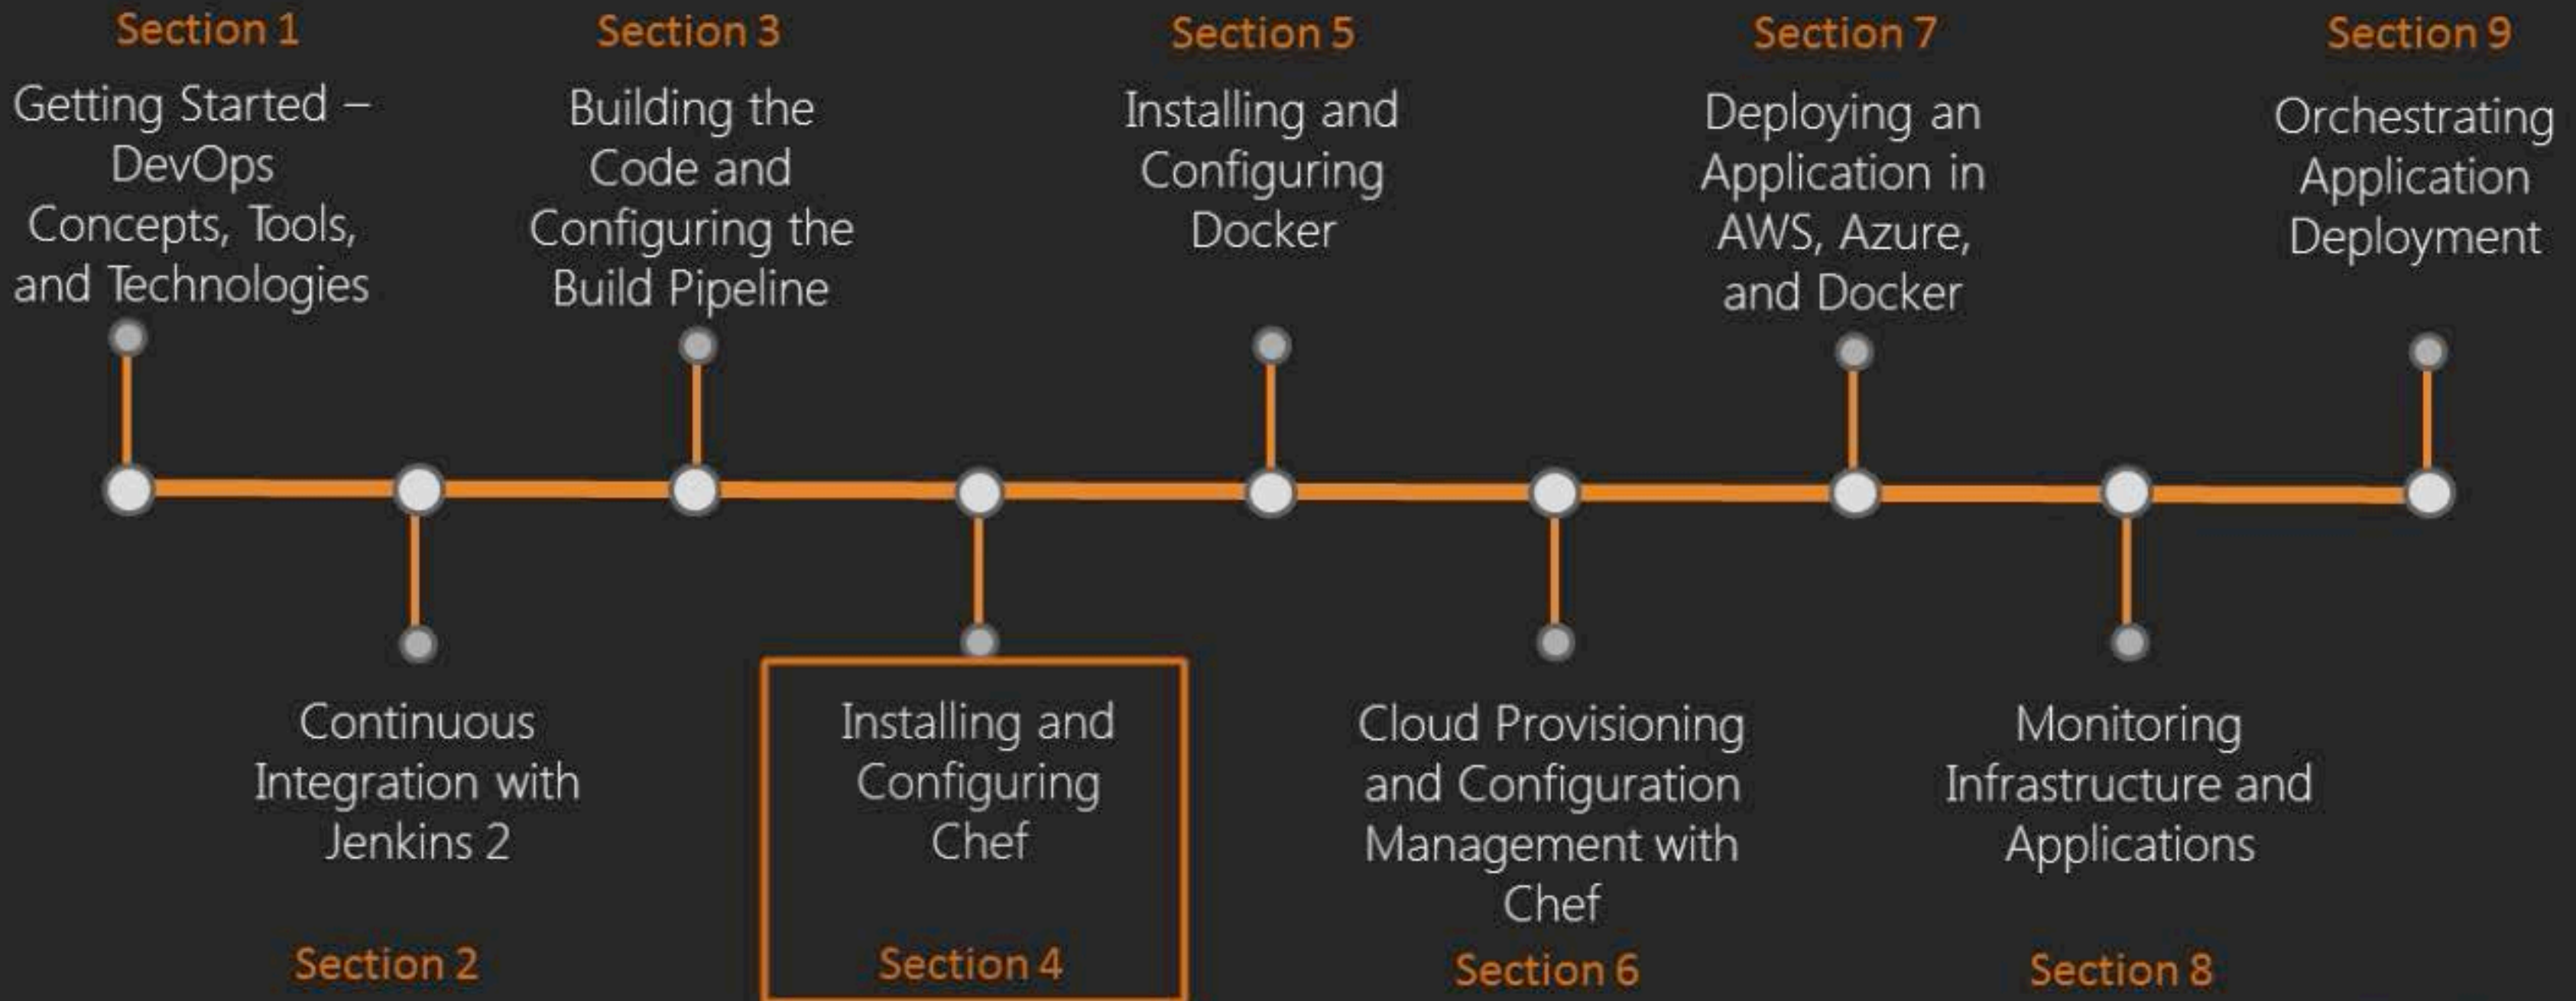 Section 1
Getting Started –
DevOps
Concepts, Tools,
and Technologies
Section 3
Building the
Code and
Configuring the
Build Pipeline
Section 5
Installing and
Configuring
Docker
Section 7
Deploying an
Application in
AWS, Azure,
and Docker
Section 9
Orchestrating
Application
Deployment
Continuous
Integration with
Jenkins 2
Section 2
Installing and
Configuring
Chef
Section 4
Cloud Provisioning
and Configuration
Management with
Chef
Section 6
Monitoring
Infrastructure and
Applications
Section 8